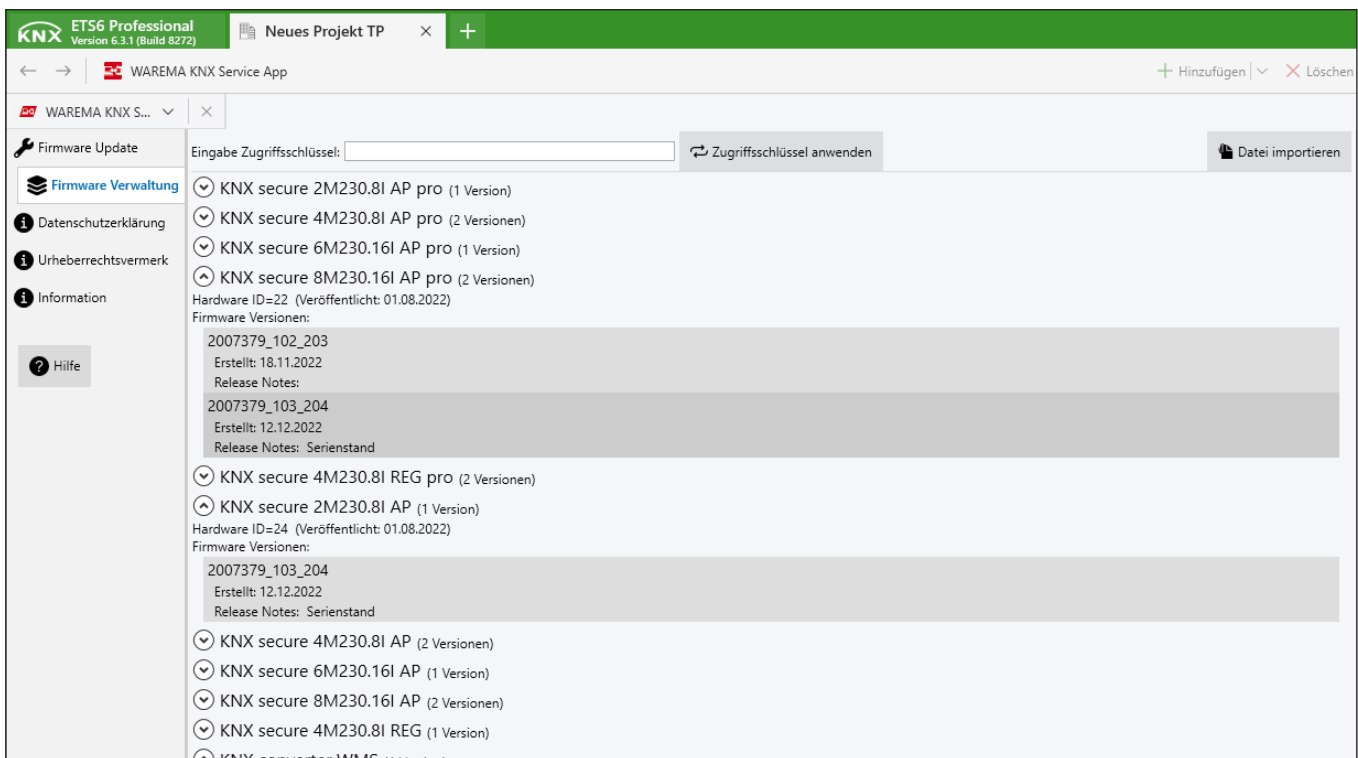 KNX ETS6 Professional
Version 6.3.1 (Build 8272)
Neues Projekt TP
WAREMA KNX Service App
Hinzufügen
Löschen
WAREMA KNX S...
Firmware Update
Firmware Verwaltung
Datenschutzerklärung
Urheberrechtsvermerk
Information
Hilfe
Eingabe Zugriffsschlüssel:
Zugriffsschlüssel anwenden
Datei importieren
KNX secure 2M230.8I AP pro (1 Version)
KNX secure 4M230.8I AP pro (2 Versionen)
KNX secure 6M230.16I AP pro (1 Version)
KNX secure 8M230.16I AP pro (2 Versionen)
Hardware ID=22 (Veröffentlicht: 01.08.2022)
Firmware Versionen:
2007379_102_203
Erstellt: 18.11.2022
Release Notes:
2007379_103_204
Erstellt: 12.12.2022
Release Notes: Serienstand
KNX secure 4M230.8I REG pro (2 Versionen)
KNX secure 2M230.8I AP (1 Version)
Hardware ID=24 (Veröffentlicht: 01.08.2022)
Firmware Versionen:
2007379_103_204
Erstellt: 12.12.2022
Release Notes: Serienstand
KNX secure 4M230.8I AP (2 Versionen)
KNX secure 6M230.16I AP (1 Version)
KNX secure 8M230.16I AP (2 Versionen)
KNX secure 4M230.8I REG (1 Version)
KNX converter WMS